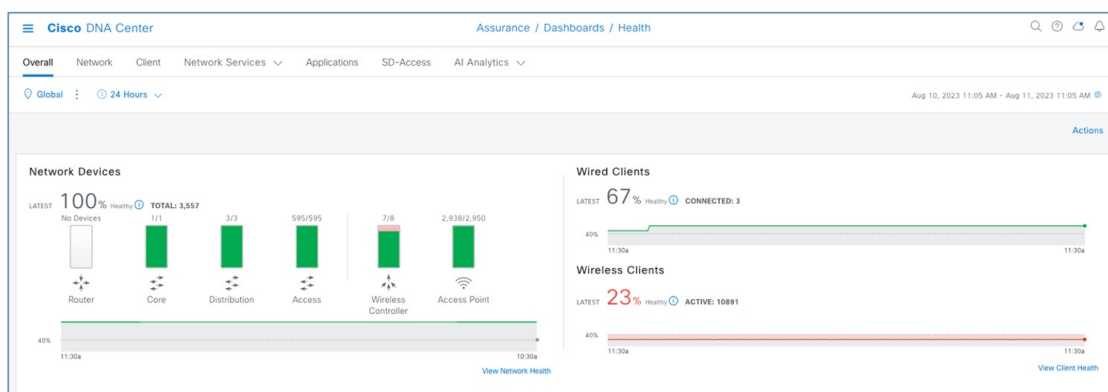 Cisco DNA Center
Assurance / Dashboards / Health
Overall Network Client Network Services Applications SD-Access AI Analytics
Global 24 Hours
Aug 10, 2023 11:05 AM - Aug 11, 2023 11:05 AM
Actions
Network Devices
LATEST 100% Healthy TOTAL: 3,557
No Devices 1/1 3/3 595/595 7/8 2,938/2,950
Router Core Distribution Access Wireless Controller Access Point
40%
11:30a 10:30a
View Network Health
Wired Clients
LATEST 67% Healthy CONNECTED: 3
40%
11:30a 11:30a
Wireless Clients
LATEST 23% Healthy ACTIVE: 10891
40%
11:30a 11:30a
View Client Health